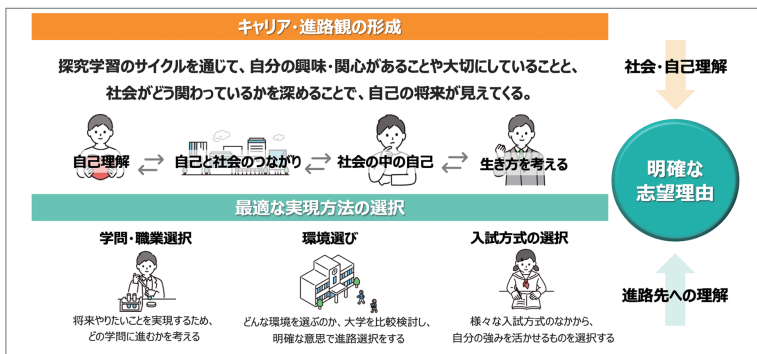 キャリア・進路観の形成
探究学習のサイクルを通じて、自分の興味・関心があることや大切にしていることと、
社会がどう関わっているかを深めることで、自己の将来が見えてくる。
自己理解
自己と社会のつながり
社会の中の自己
生き方を考える
最適な実現方法の選択
学問・職業選択
将来やりたいことを実現するため、
どの学問に進むかを考える
環境選び
どんな環境を選ぶのか、大学を比較検討し、
明確な意思で進路選択をする
入試方式の選択
様々な入試方式のなかから、
自分の強みを活かせるものを選択する
社会・自己理解
明確な
志望理由
進路先への理解